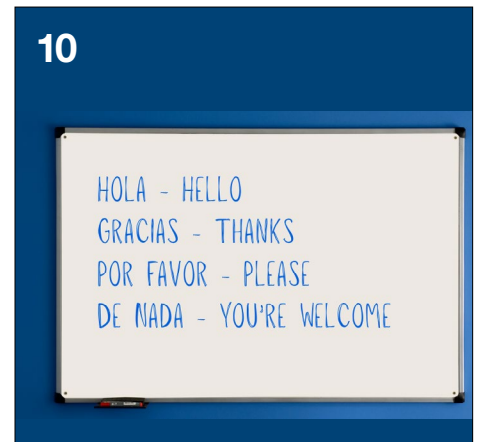 10
HOLA - HELLO
GRACIAS - THANKS
POR FAVOR - PLEASE
DE NADA - YOU'RE WELCOME